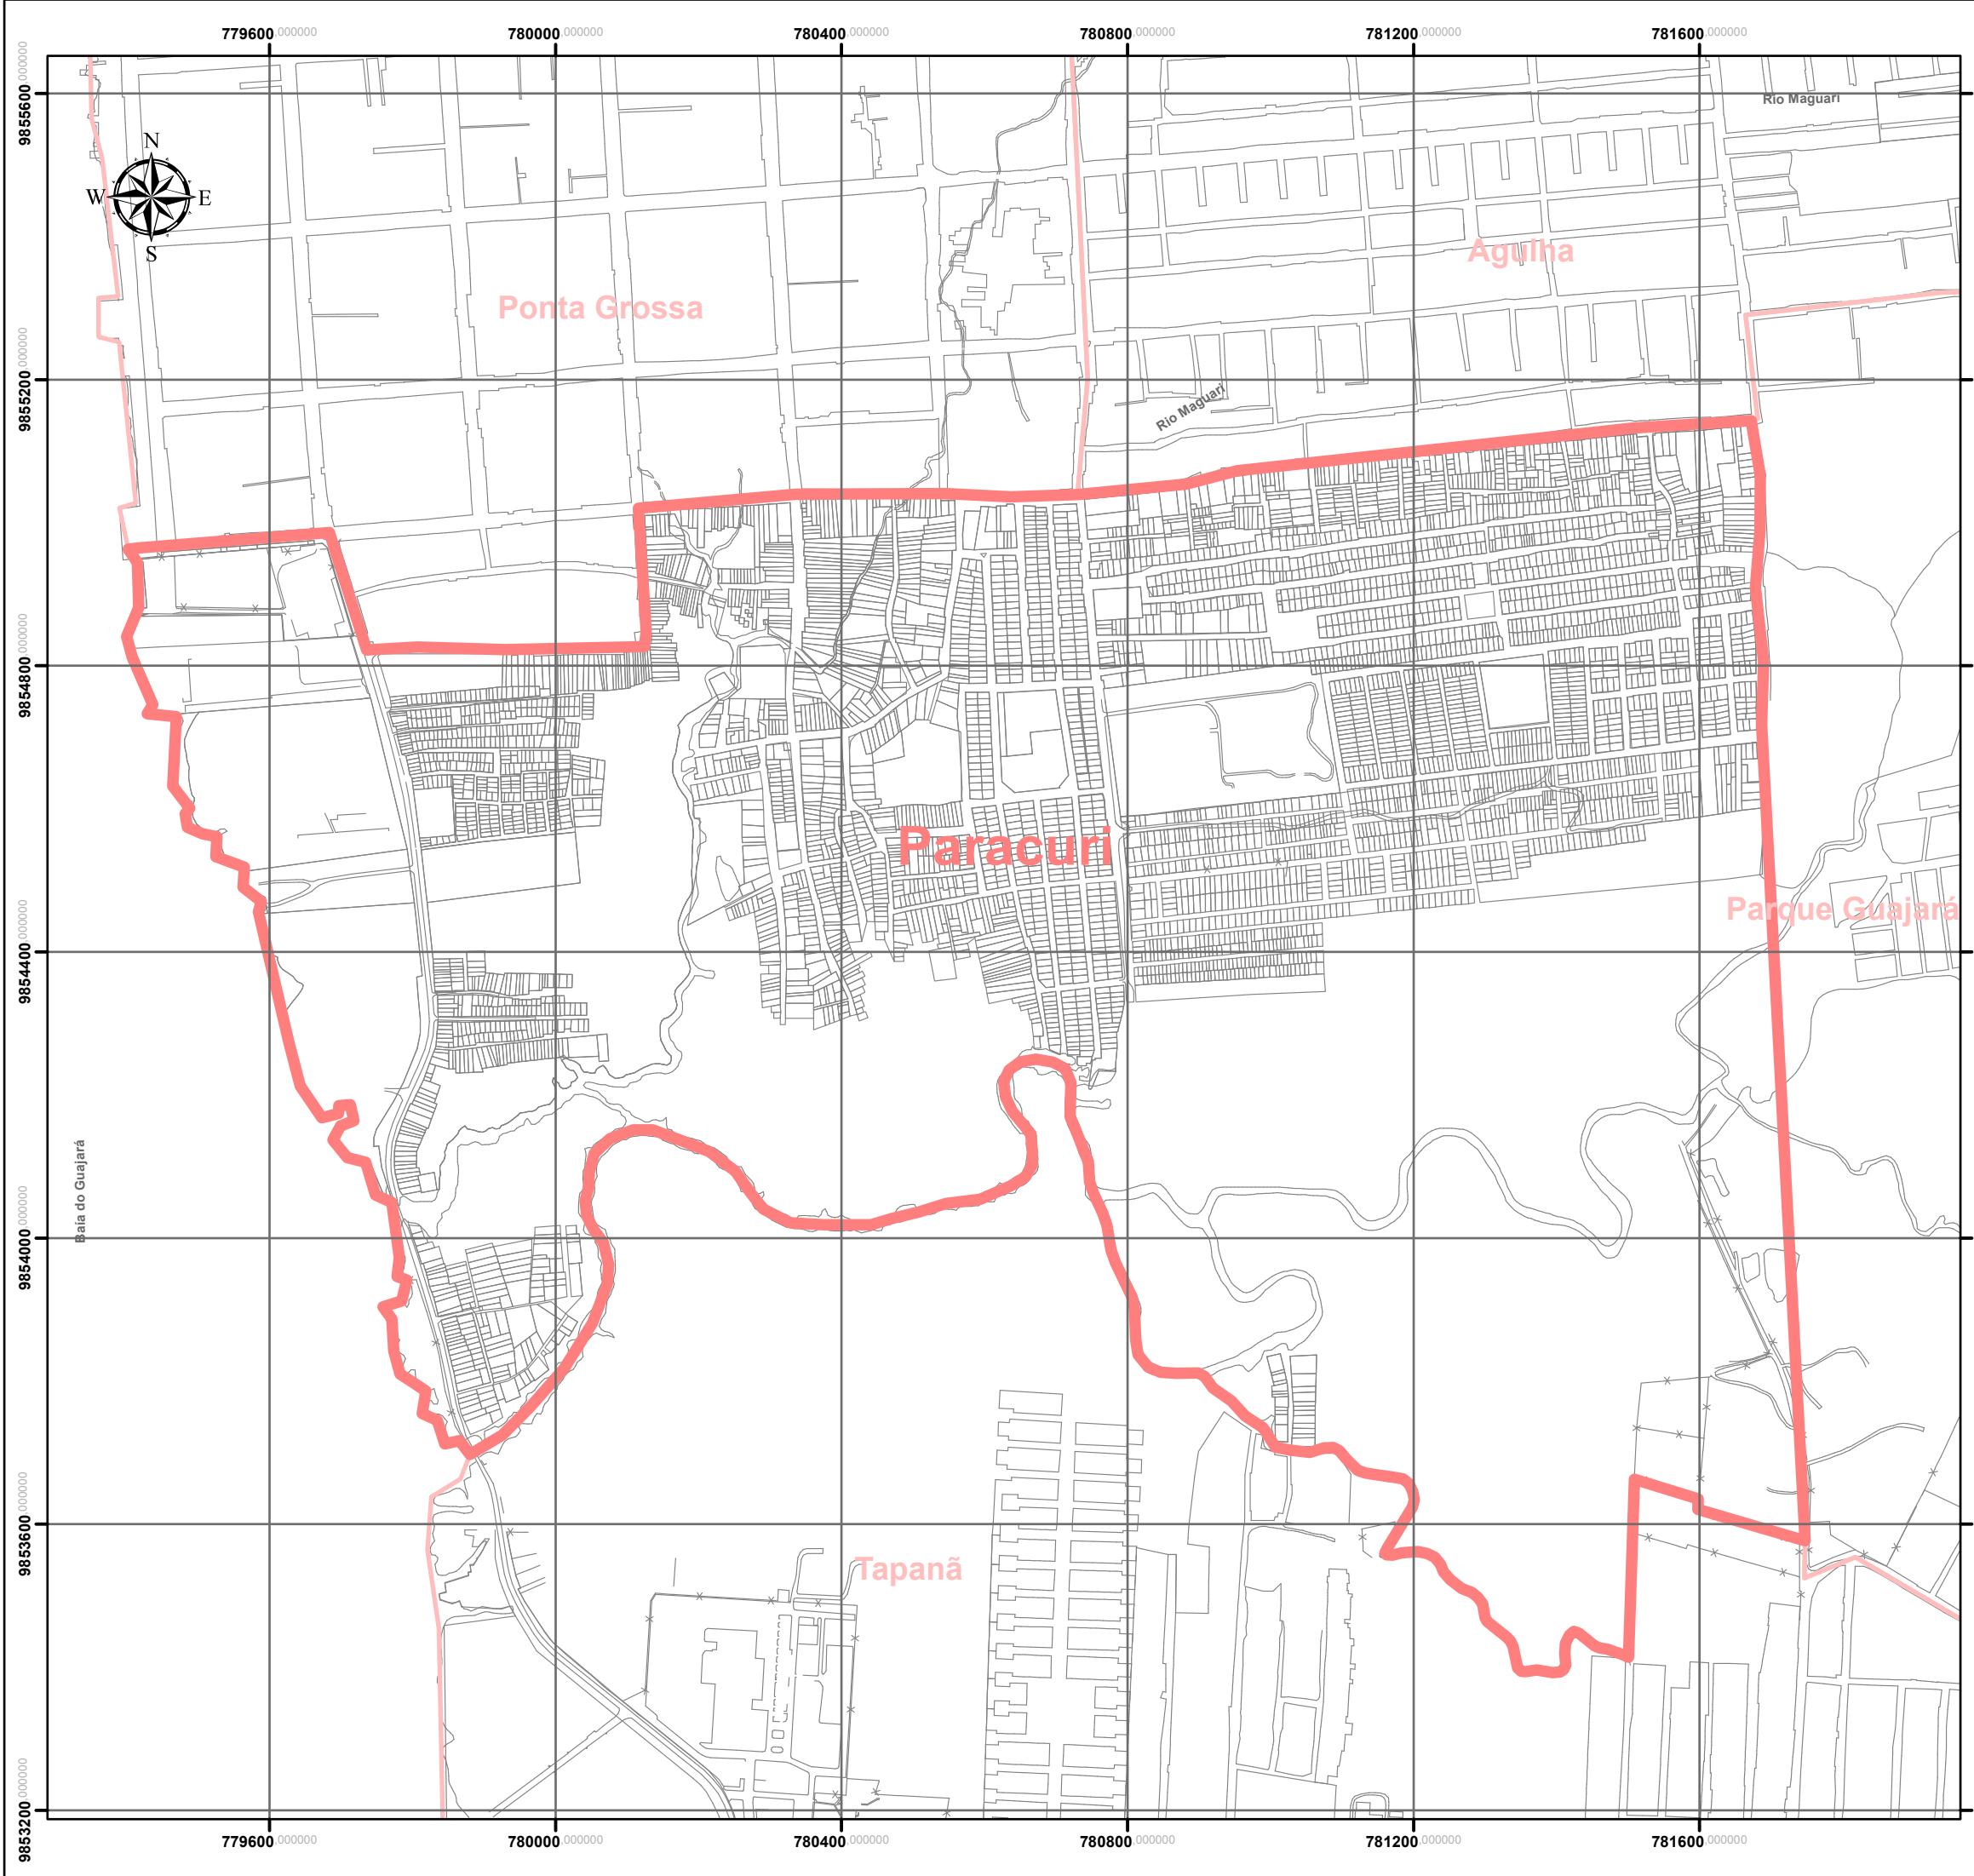 779600.000000 780000.000000 780400.000000 780800.000000 781200.000000 781600.000000
9855600.000000
Rio Maguari
N
W E
S
Agulha
Ponta Grossa
9855200.000000
Rio Maguari
9854800.000000
Paracuri
Parque Guajará
9854400.000000
Baia do Guajará
9854000.000000
9853600.000000
Tapanã
9853200.000000
779600.000000 780000.000000 780400.000000 780800.000000 781200.000000 781600.000000